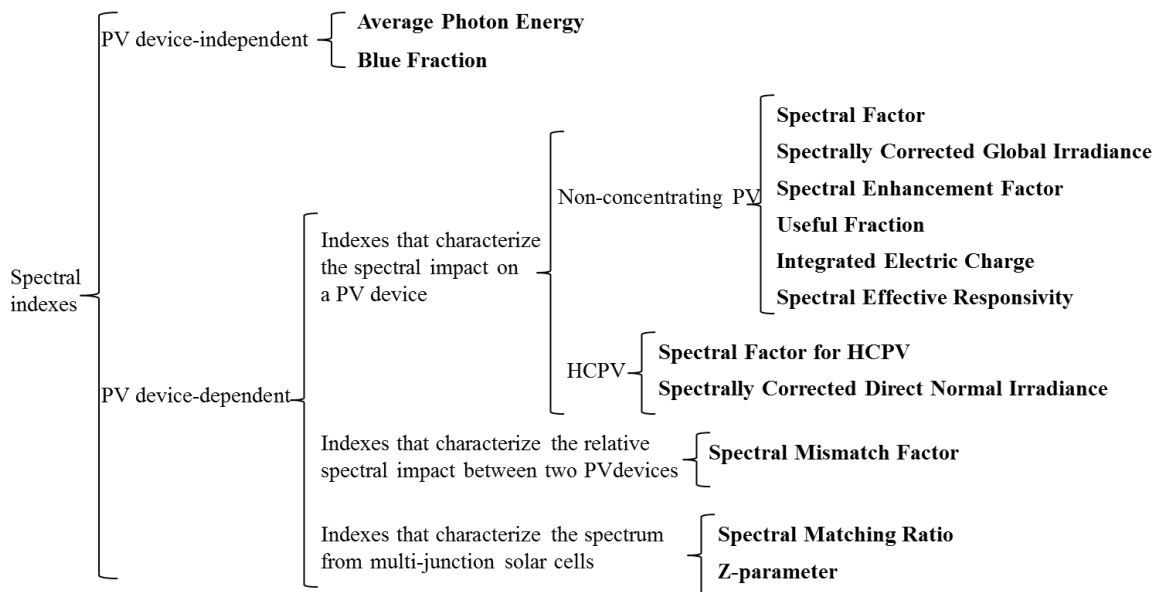 Spectral
indexes
PV device-independent
Average Photon Energy
Blue Fraction
PV device-dependent
Indexes that characterize
the spectral impact on
a PV device
Non-concentrating PV
Spectral Factor
Spectrally Corrected Global Irradiance
Spectral Enhancement Factor
Useful Fraction
Integrated Electric Charge
Spectral Effective Responsivity
HCPV
Spectral Factor for HCPV
Spectrally Corrected Direct Normal Irradiance
Indexes that characterize the relative
spectral impact between two PVdevices
Spectral Mismatch Factor
Indexes that characterize the spectrum
from multi-junction solar cells
Spectral Matching Ratio
Z-parameter